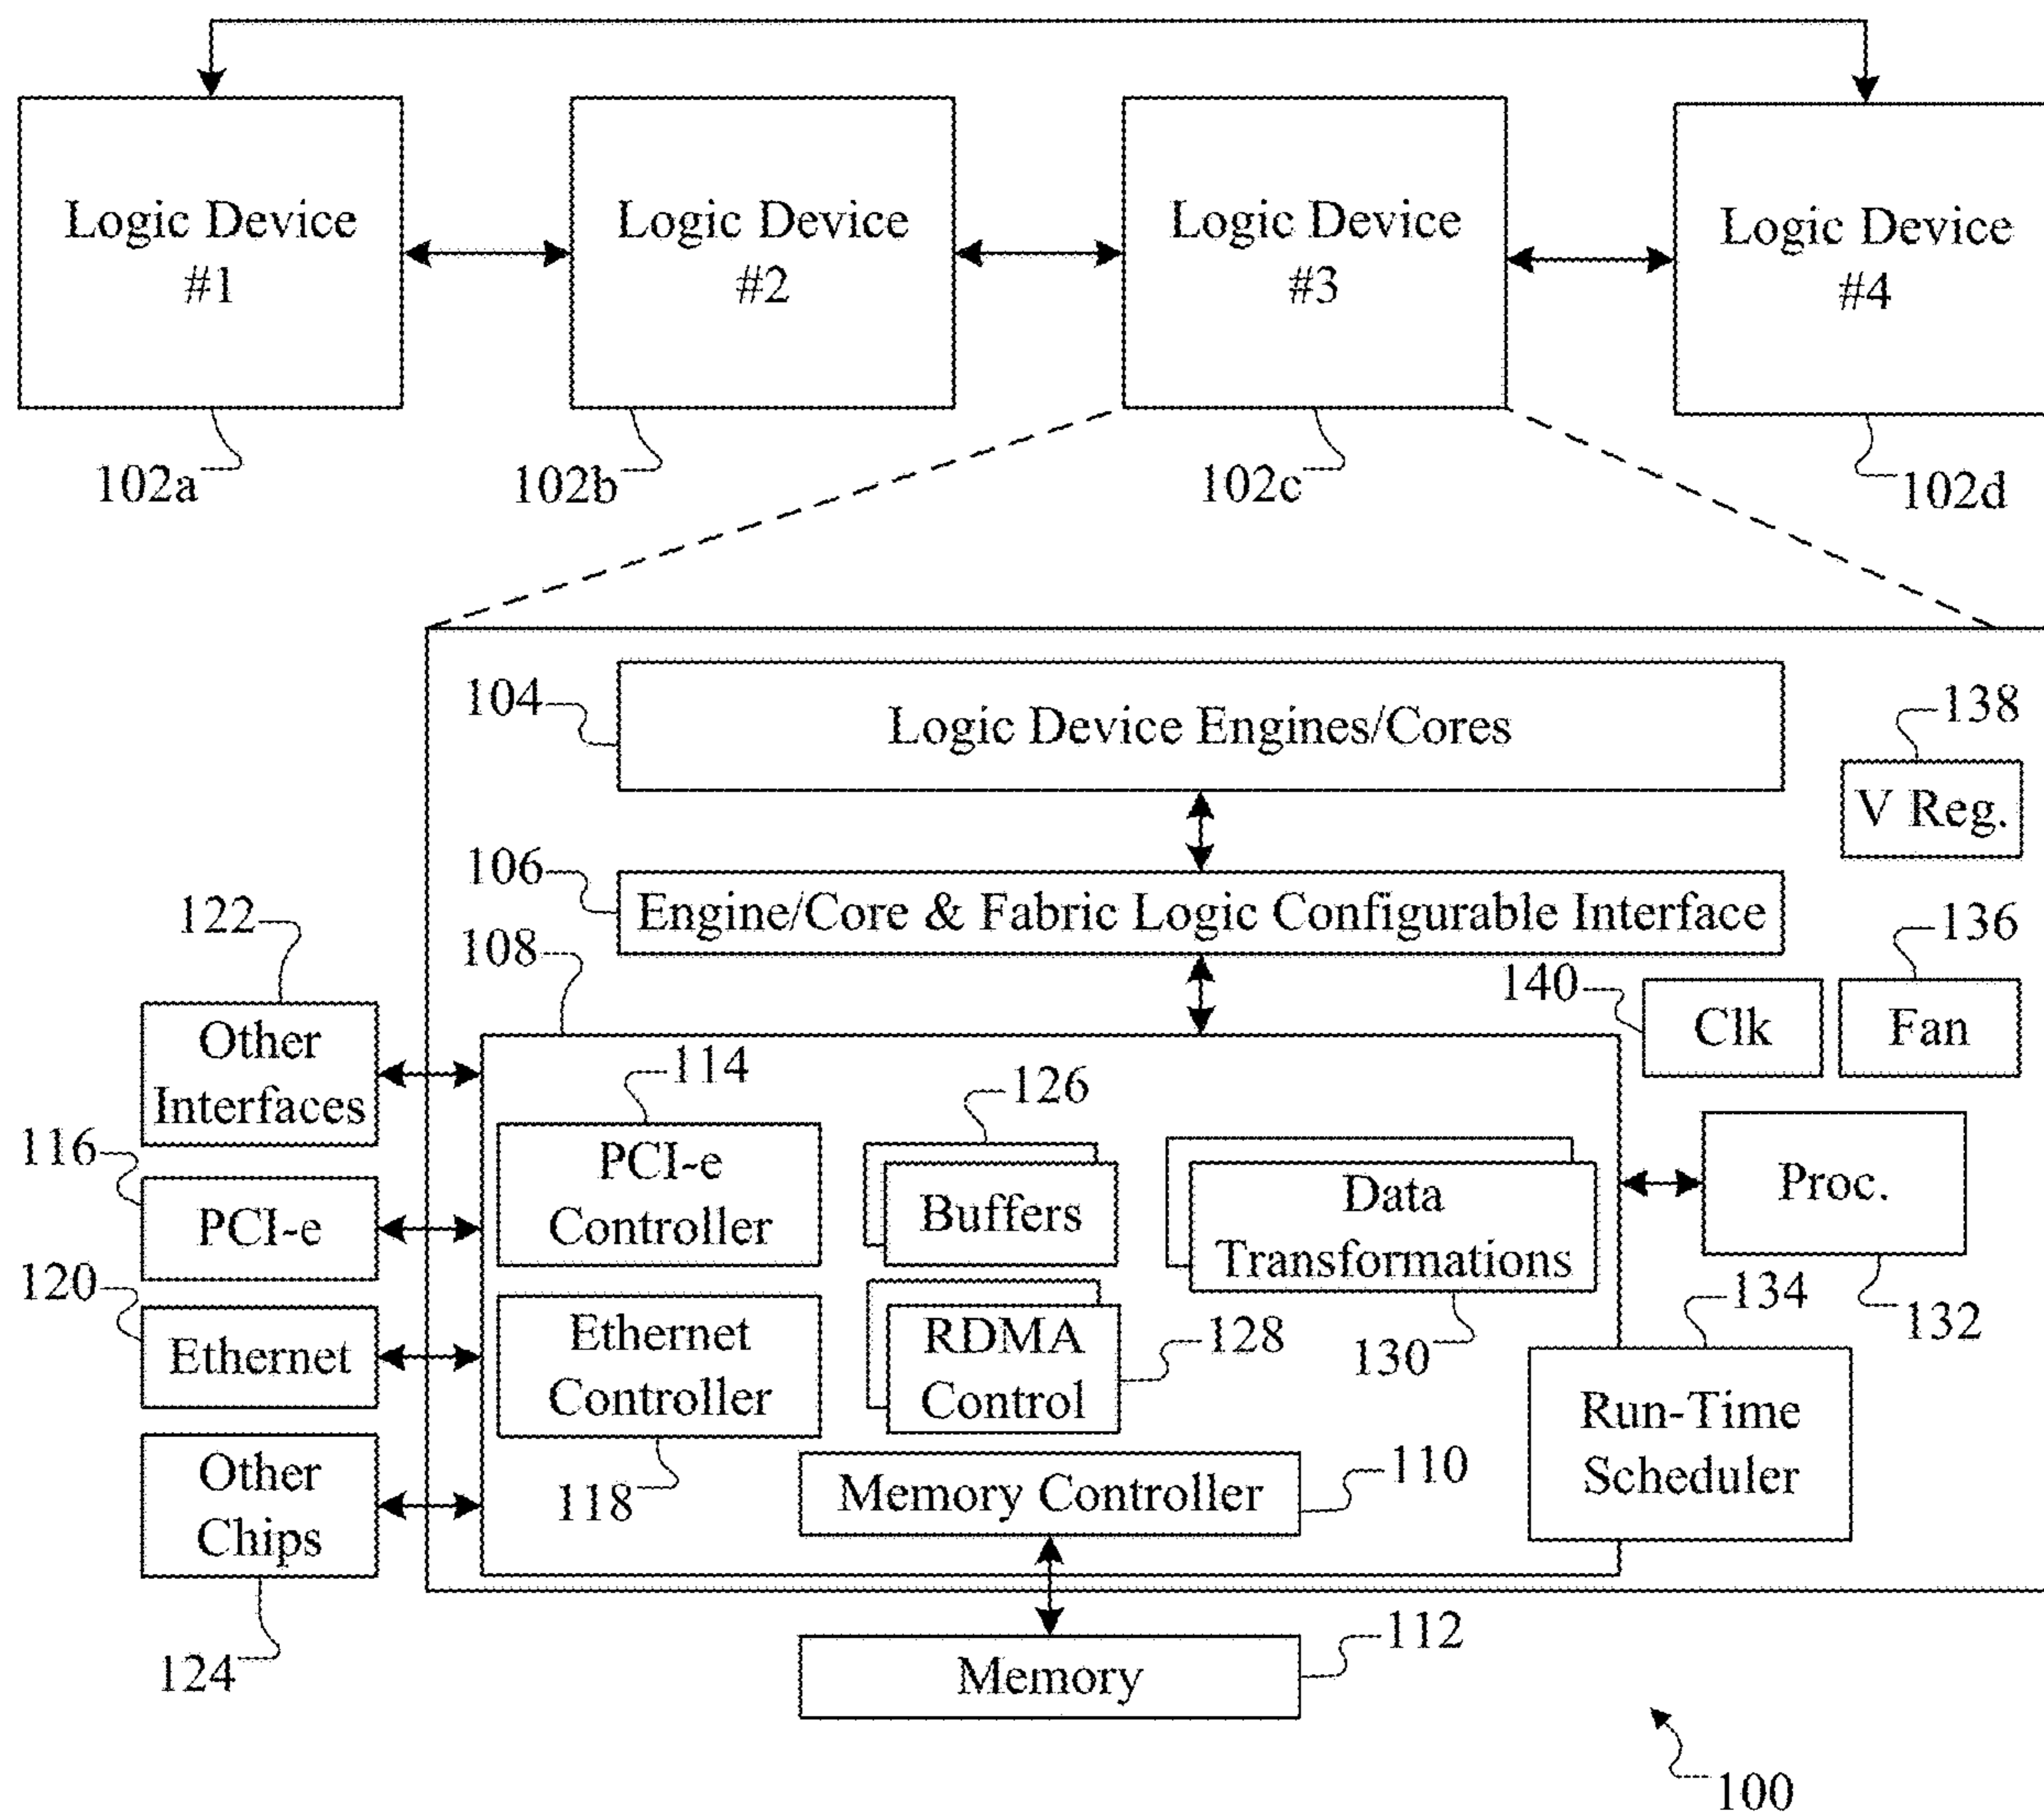 Logic Device
#1
Logic Device
#2
Logic Device
#3
Logic Device
#4
102a
102b
102c
102d
104
Logic Device Engines/Cores
138
V Reg.
106
Engine/Core & Fabric Logic Configurable Interface
122
108
136
140
Clk
Fan
Other
Interfaces
114
126
116
PCI-e
PCI-e
Controller
Buffers
Data
Transformations
Proc.
120
Ethernet
Ethernet
Controller
RDMA
Control
128
130
134
132
Run-Time
Scheduler
Other
Chips
118
Memory Controller
110
124
Memory
112
100